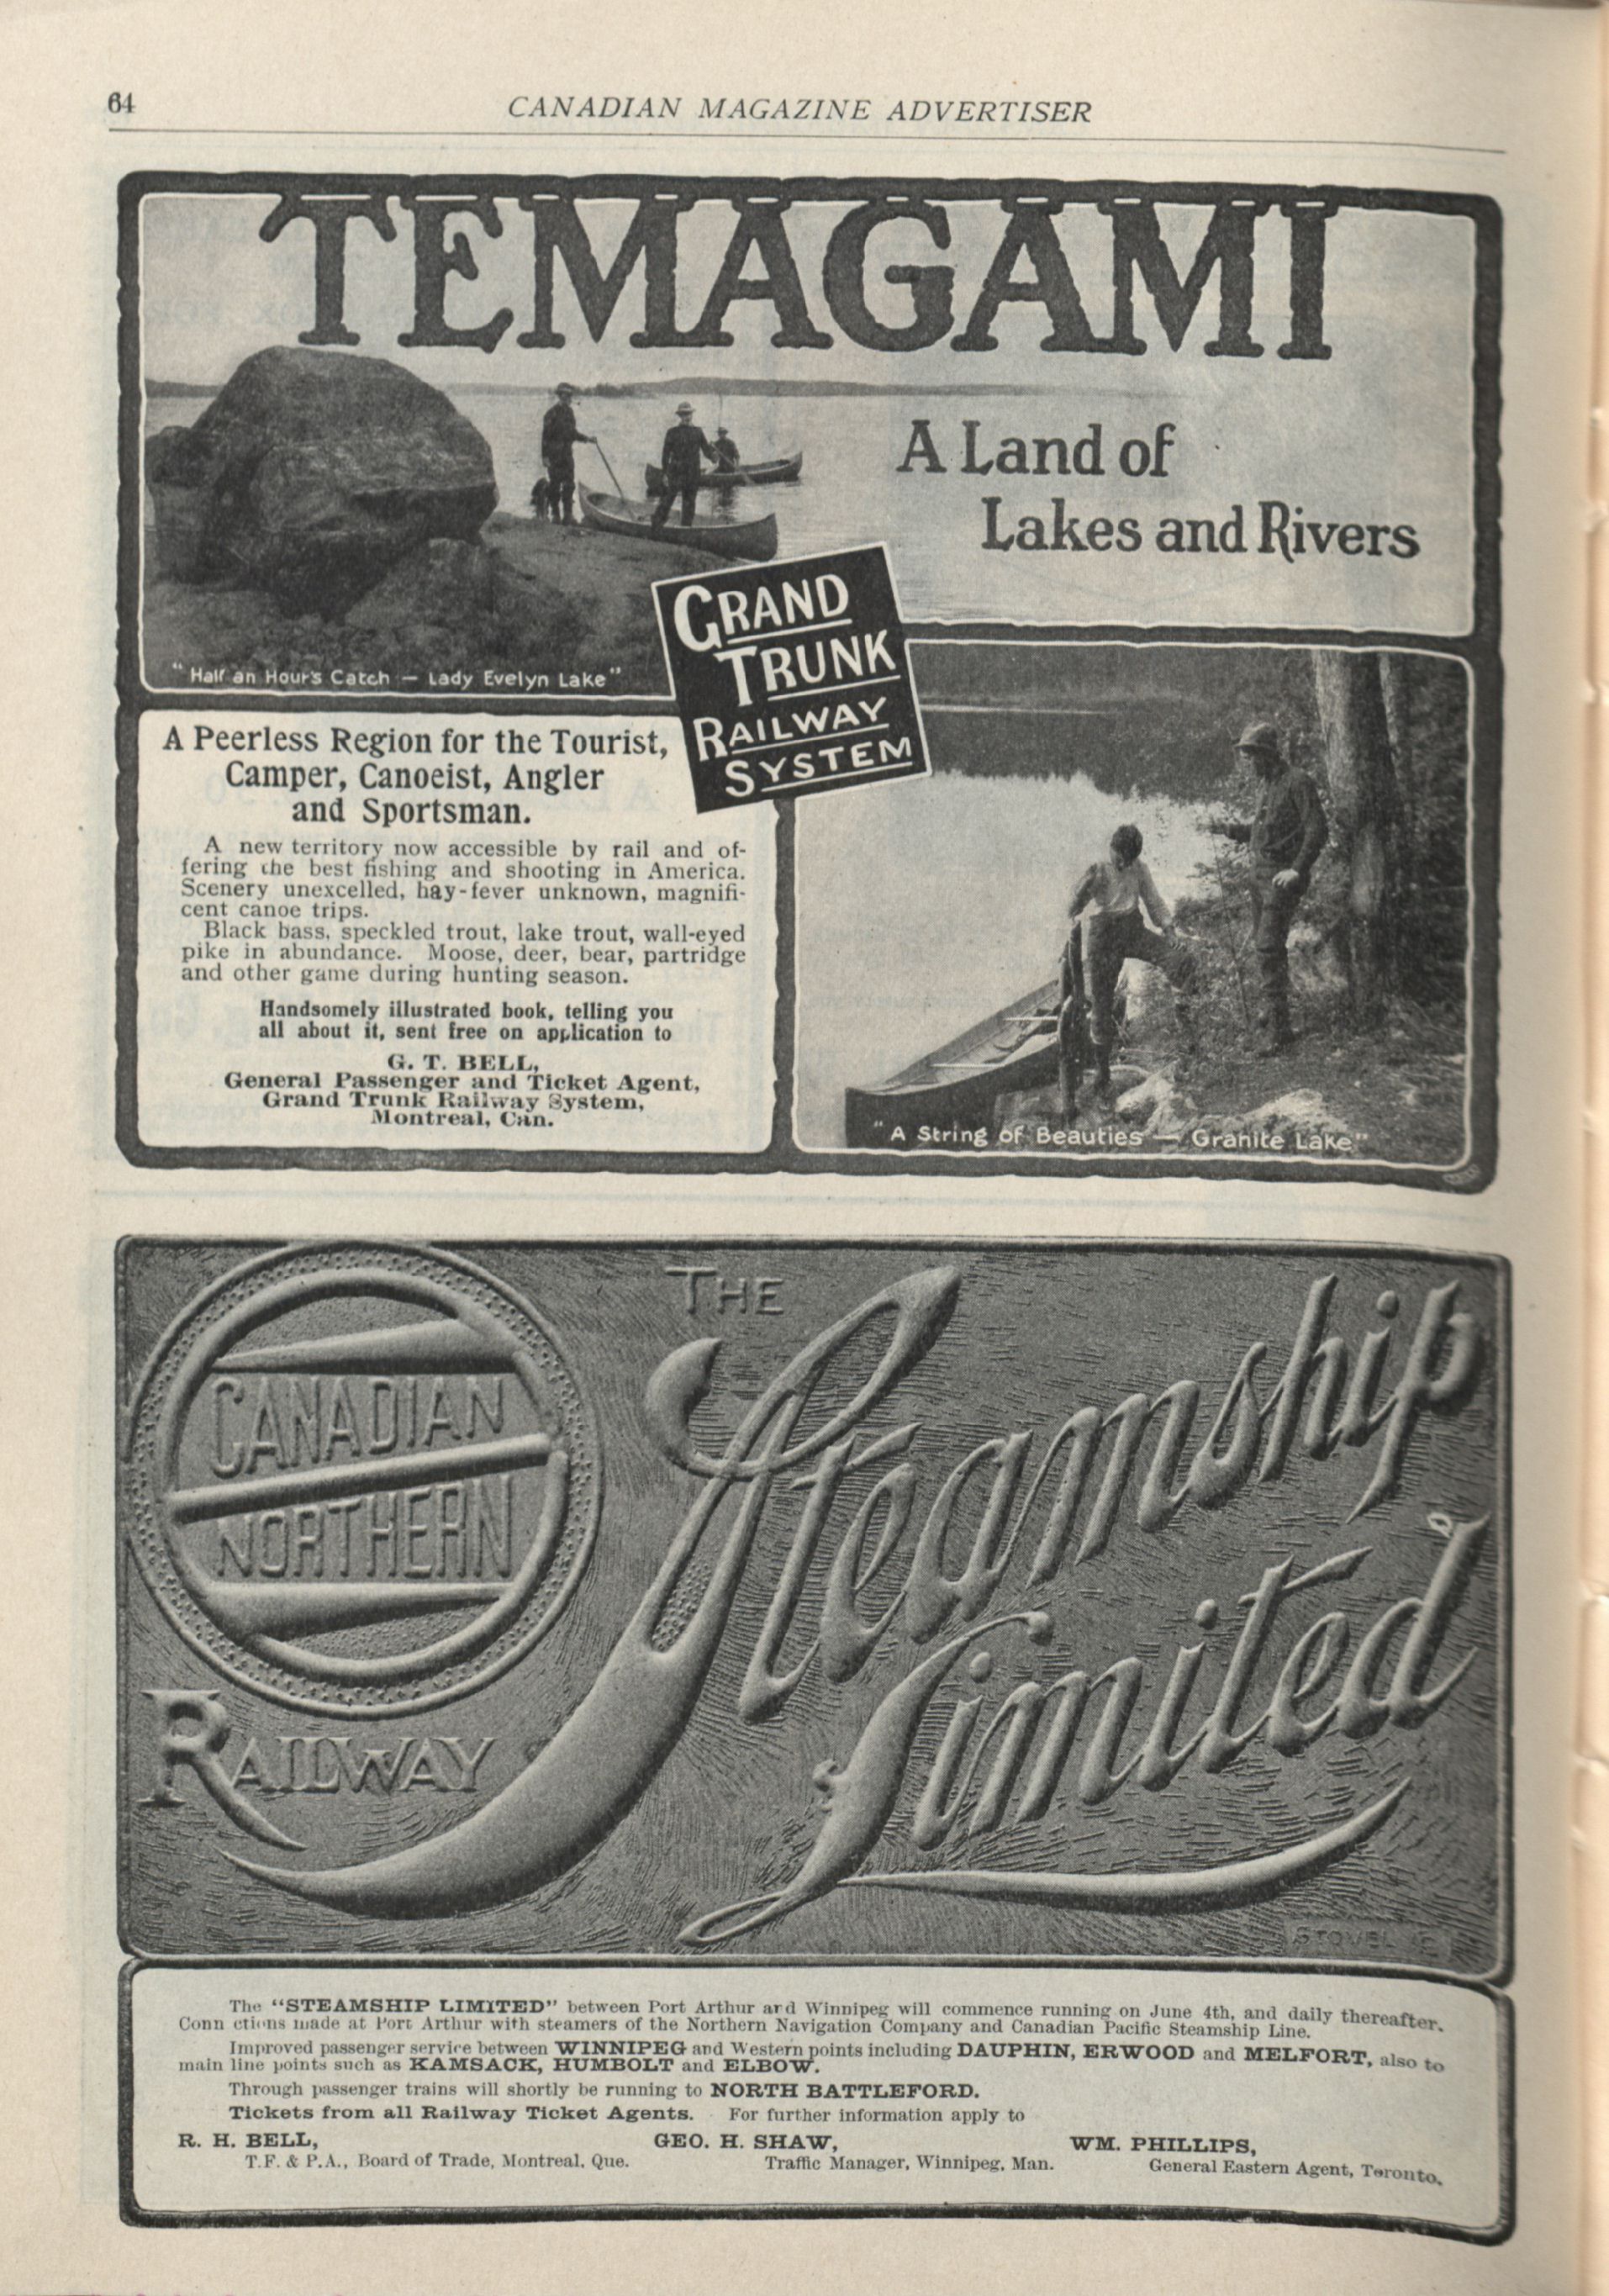 64
CANADIAN MAGAZINE ADVERTISER
TEMAGAMI
A Land of
Lakes and Rivers
"Half an Hour's Catch — Lady Evelyn Lake"
GRAND
TRUNK
RAILWAY
SYSTEM
A Peerless Region for the Tourist,
Camper, Canoeist, Angler
and Sportsman.
A new territory now accessible by rail and of-
fering the best fishing and shooting in America.
Scenery unexcelled, hay-fever unknown, magnifi-
cent canoe trips.
Black bass, speckled trout, lake trout, wall-eyed
pike in abundance. Moose, deer, bear, partridge
and other game during hunting season.
Handsomely illustrated book, telling you
all about it, sent free on application to
G. T. BELL,
General Passenger and Ticket Agent,
Grand Trunk Railway System,
Montreal, Can.
"A String of Beauties — Granite Lake"
CANADIAN
NORTHERN
RAILWAY
THE
Steamship
Limited
STOVEL
The "STEAMSHIP LIMITED" between Port Arthur and Winnipeg will commence running on June 4th, and daily thereafter.
Conn ctions made at Port Arthur with steamers of the Northern Navigation Company and Canadian Pacific Steamship Line.
Improved passenger service between WINNIPEG and Western points including DAUPHIN, ERWOOD and MELFORT, also to
main line points such as KAMSACK, HUMBOLT and ELBOW.
Through passenger trains will shortly be running to NORTH BATTLEFORD.
Tickets from all Railway Ticket Agents. For further information apply to
R. H. BELL,
T.F. & P.A., Board of Trade, Montreal, Que.
GEO. H. SHAW,
Traffic Manager, Winnipeg, Man.
WM. PHILLIPS,
General Eastern Agent, Toronto.